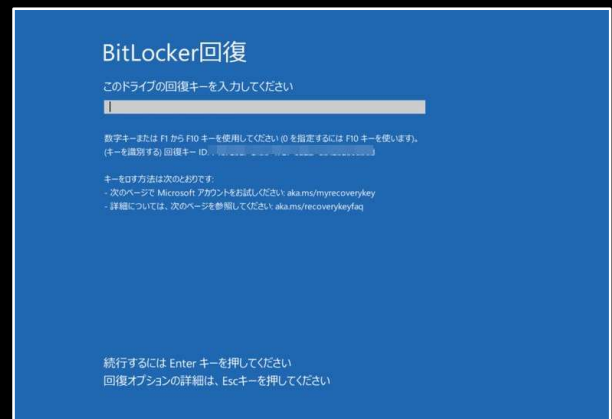 BitLocker回復
このドライブの回復キーを入力してください
数字キーまたは F1 から F10 キーを使用してください (0 を指定するには F10 キーを使います)。
(キーを識別する) 回復キー ID:
キーを回す方法は次のとおりです:
- 次のページで Microsoft アカウントをお試しください: aka.ms/myrecoverykey
- 詳細については、次のページを参照してください: aka.ms/recoverykeyfaq
続行するには Enter キーを押してください
回復オプションの詳細は、Escキーを押してください